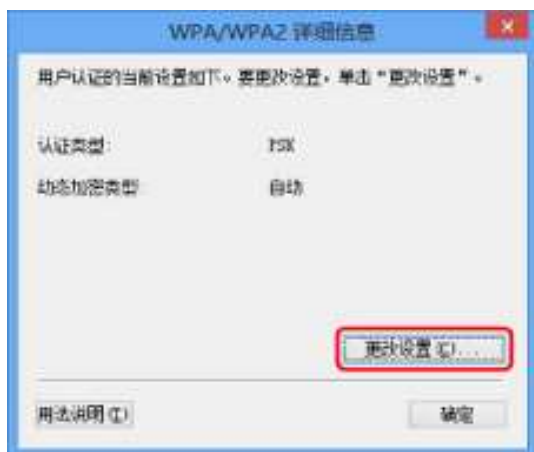 WPA/WPA2 详细信息
用户认证的当前设置如下。要更改设置，单击“更改设置”。
认证类型: PSK
动态加密类型: 自动
更改设置(C)...
用法说明(I)
确定